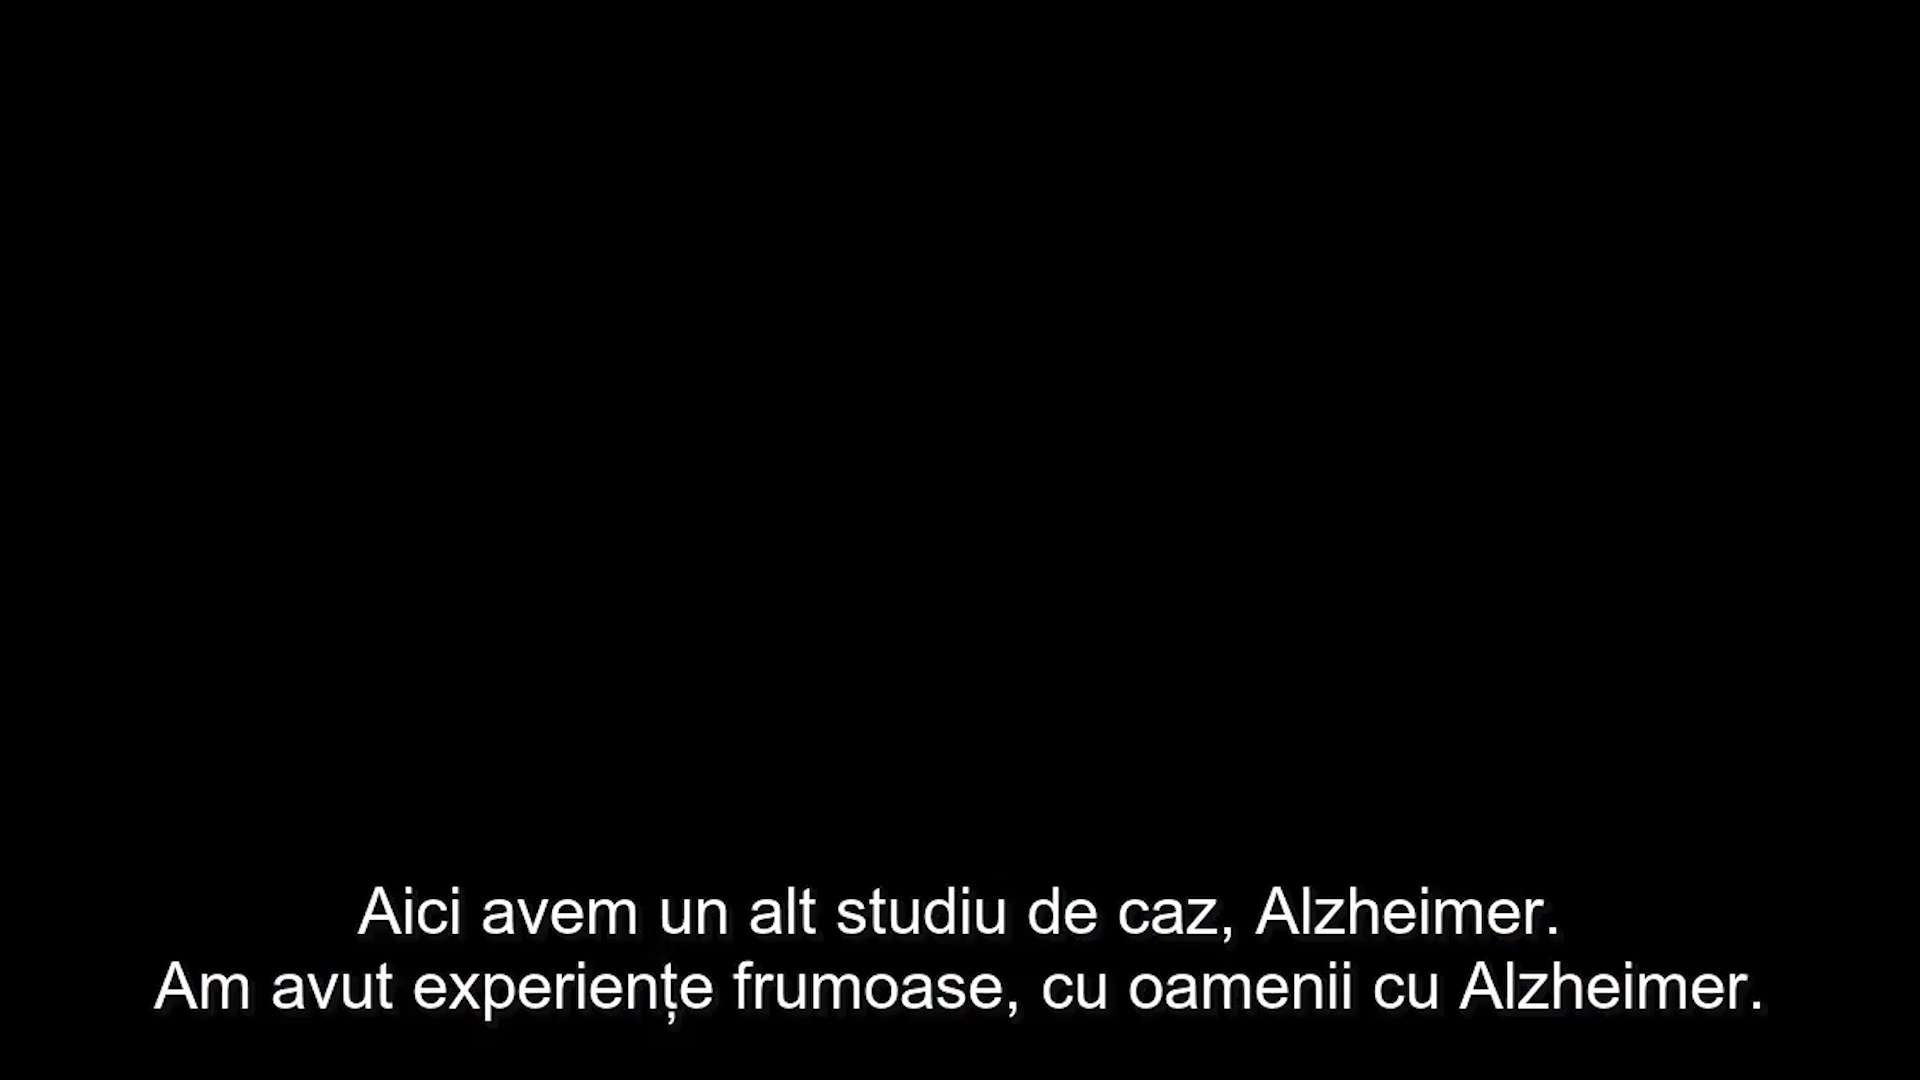 Aici avem un alt studiu de caz, Alzheimer.
Am avut experiențe frumoase, cu oamenii cu Alzheimer.